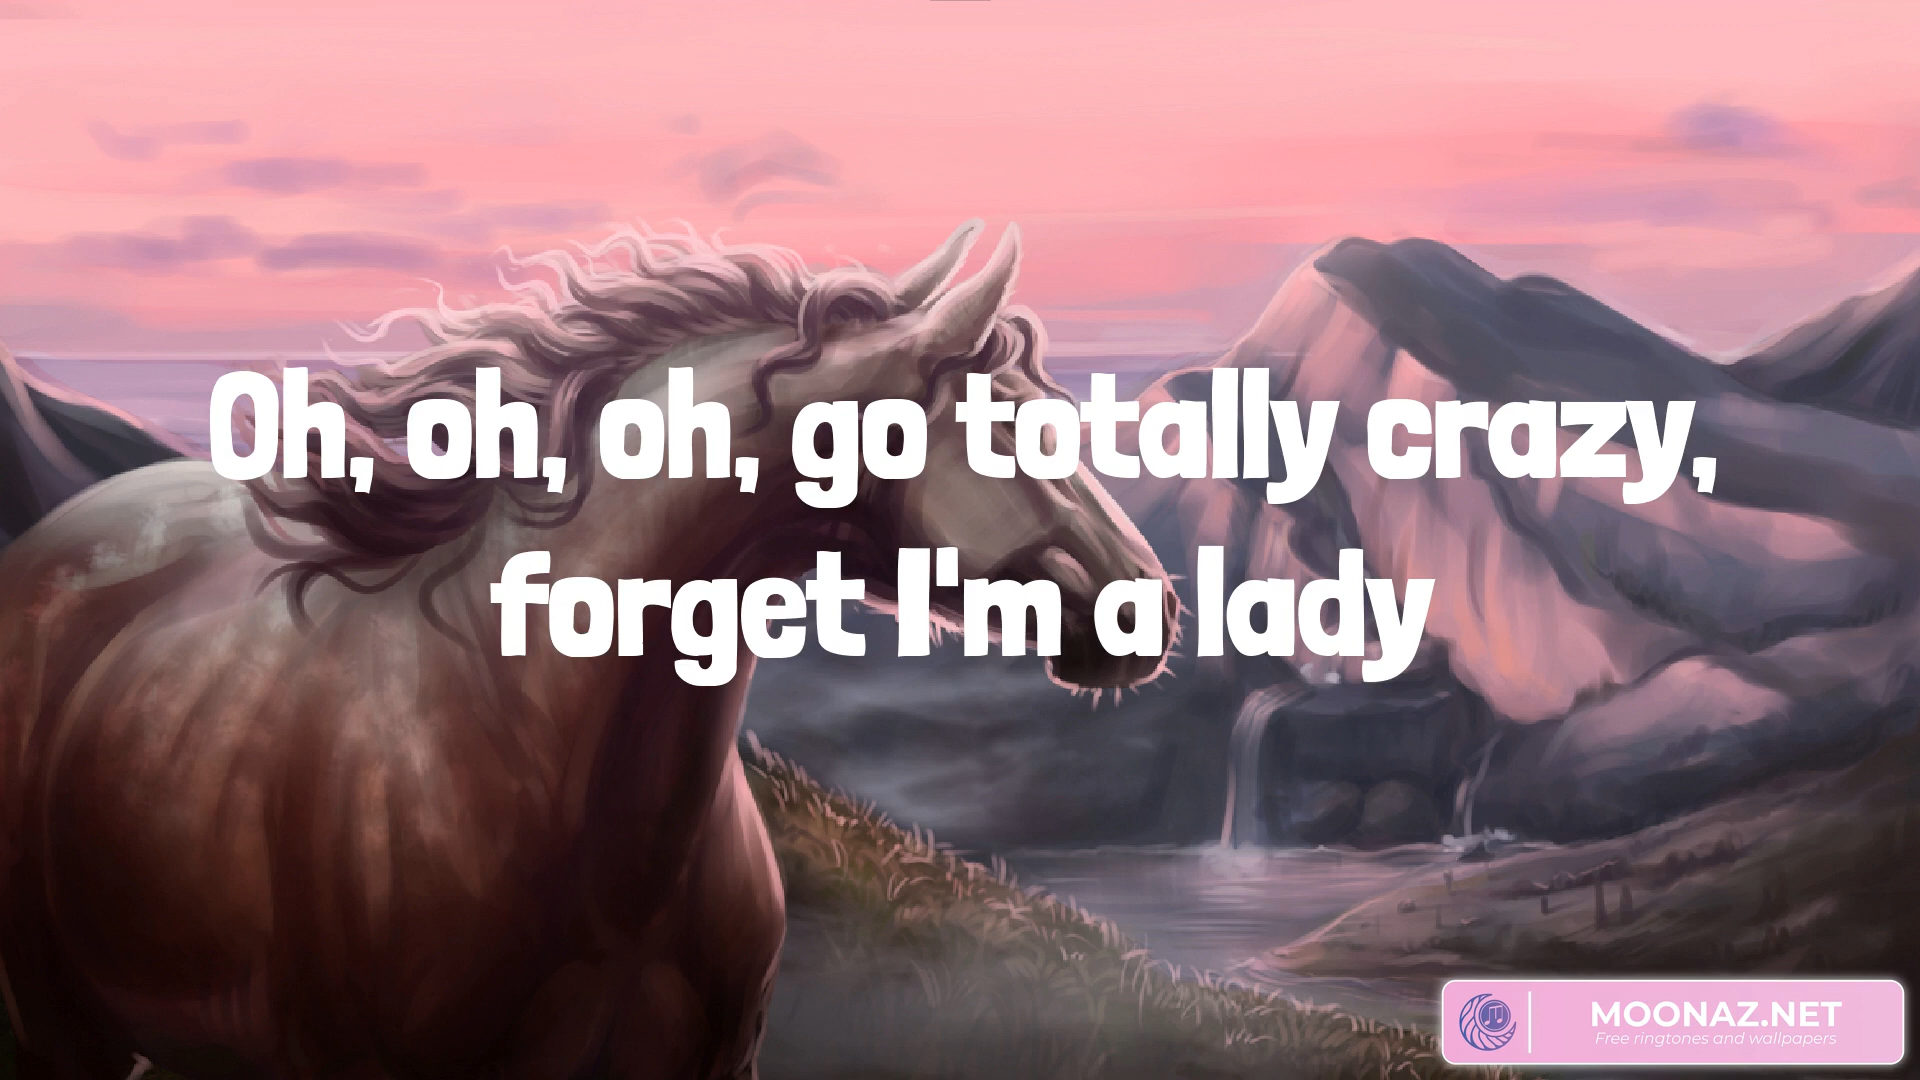 Oh, oh, oh, go totally crazy,
forget I'm a lady
MOONAZ.NET
Free ringtones and wallpapers